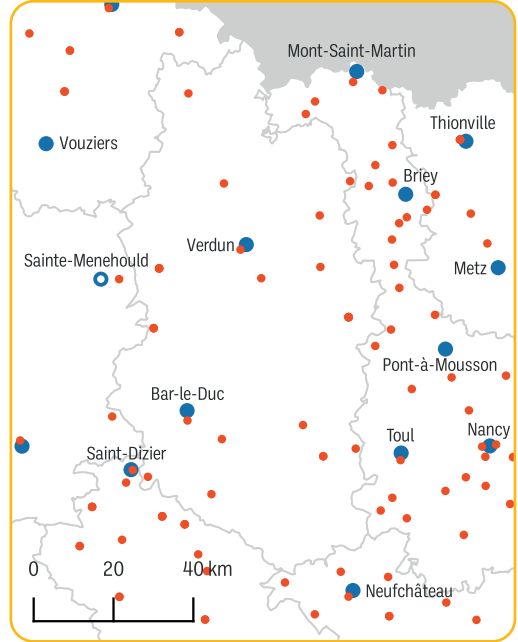 Mont-Saint-Martin
Thionville
Vouziers
Briey
Verdun
Sainte-Menehould
Metz
Pont-à-Mousson
Bar-le-Duc
Nancy
Toul
Saint-Dizier
0 20 40 km
Neufchâteau